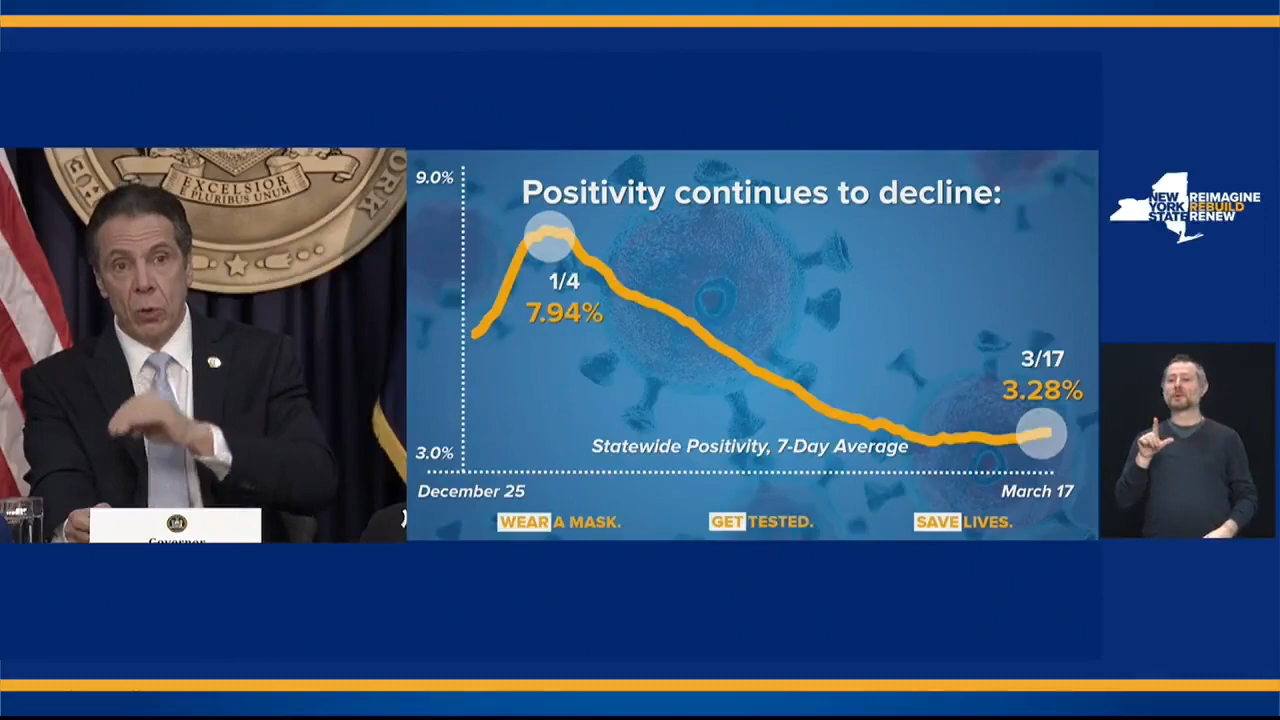 EXCELSIOR
E PLURIBUS UNUM
ORK
Governor
9.0%
Positivity continues to decline:
1/4
7.94%
3/17
3.28%
Statewide Positivity, 7-Day Average
3.0%
December 25
March 17
WEAR A MASK.
GET TESTED.
SAVE LIVES.
NEW YORK STATE
REIMAGINE
REBUILD
RENEW